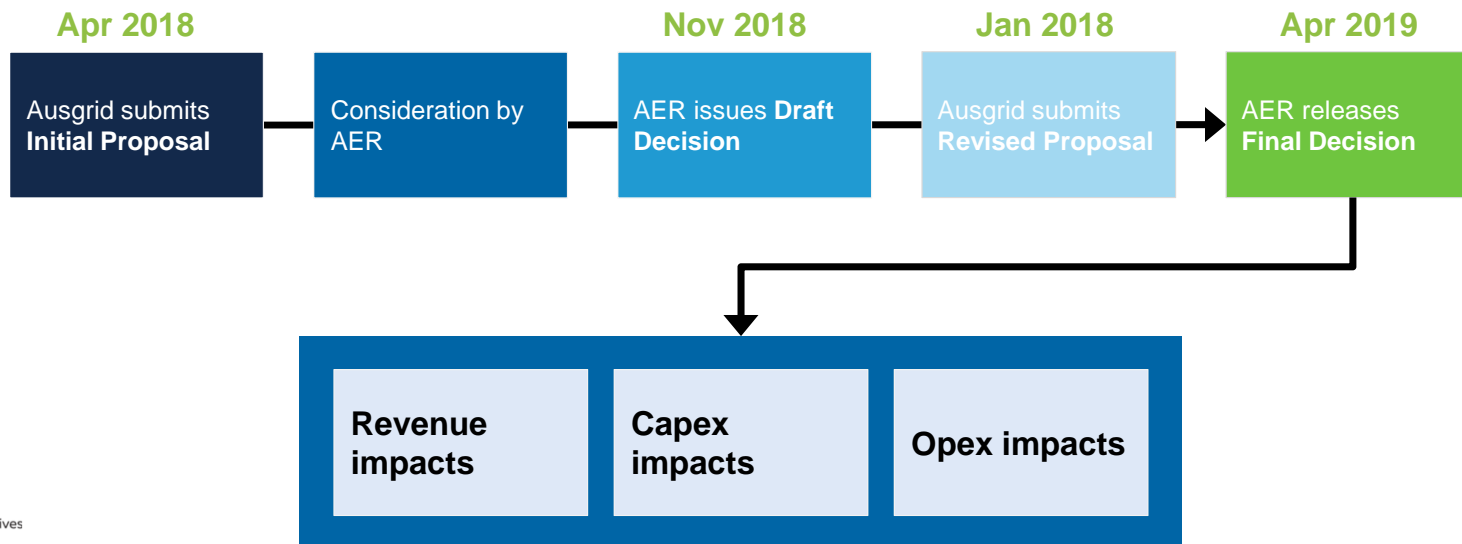 Apr 2018
Nov 2018
Jan 2018
Apr 2019
Ausgrid submits
Initial Proposal
Consideration by
AER
AER issues Draft
Decision
Ausgrid submits
Revised Proposal
AER releases
Final Decision
Revenue
impacts
Capex
impacts
Opex impacts
ives